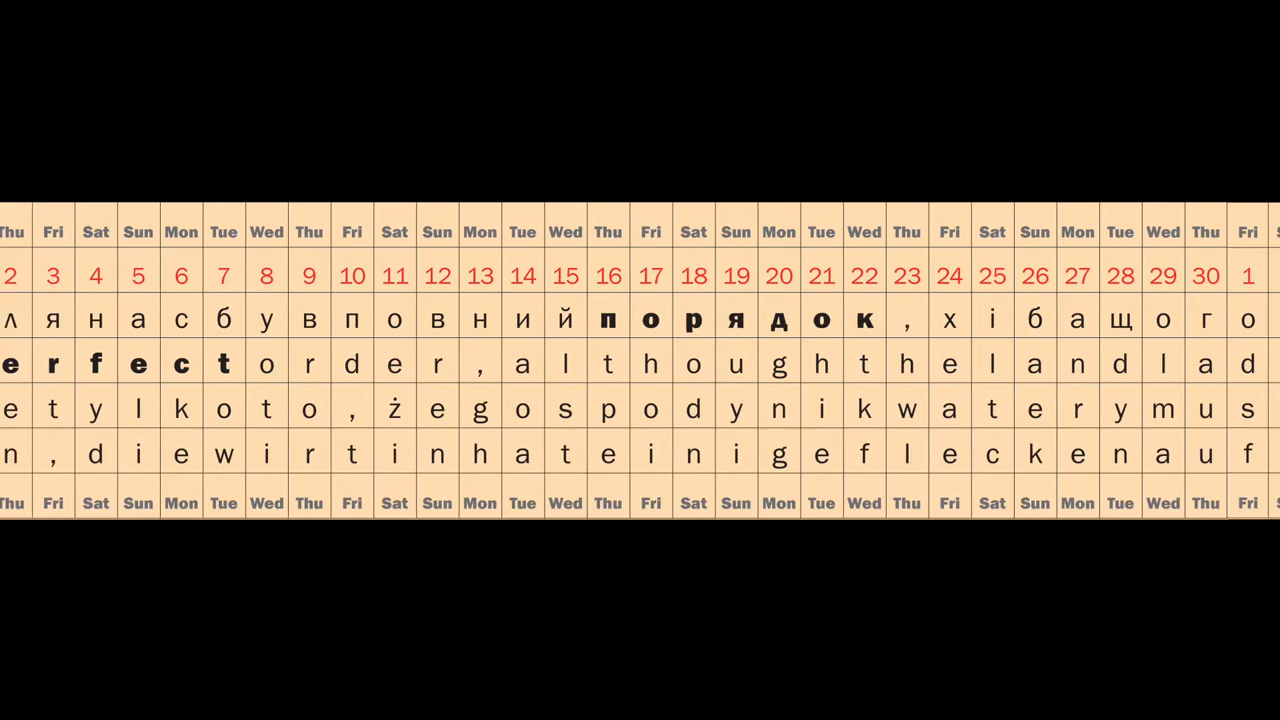 Thu Fri Sat Sun Mon Tue Wed Thu Fri Sat Sun Mon Tue Wed Thu Fri Sat Sun Mon Tue Wed Thu Fri Sat Sun Mon Tue Wed Thu Fri
2 3 4 5 6 7 8 9 10 11 12 13 14 15 16 17 18 19 20 21 22 23 24 25 26 27 28 29 30 1
л я н а с б у в п о в н и й п о р я д о к , х і б а щ о г о
e r f e c t o r d e r , a l t h o u g h t h e l a n d l a d
e t y l k o t o , ż e g o s p o d y n i k w a t e r y m u s
n , d i e w i r t i n h a t e i n i g e f l e c k e n a u f
Thu Fri Sat Sun Mon Tue Wed Thu Fri Sat Sun Mon Tue Wed Thu Fri Sat Sun Mon Tue Wed Thu Fri Sat Sun Mon Tue Wed Thu Fri